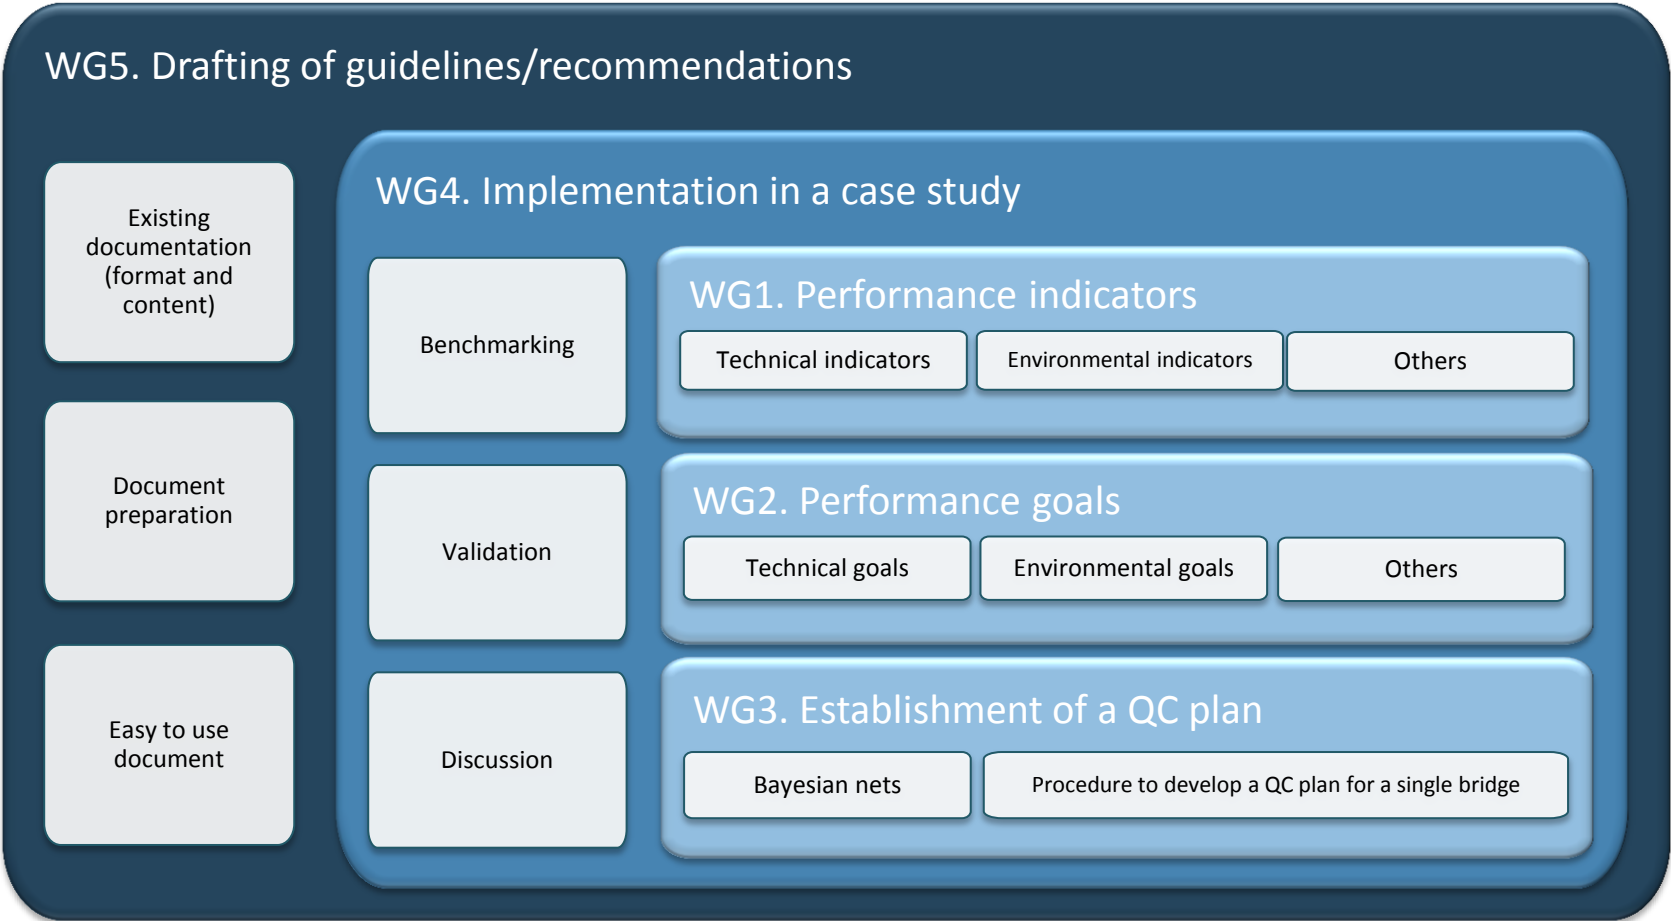 WG5. Drafting of guidelines/recommendations
Existing
documentation
(format and
content)
Document
preparation
Easy to use
document
WG4. Implementation in a case study
Benchmarking
Validation
Discussion
WG1. Performance indicators
Technical indicators
Environmental indicators
Others
WG2. Performance goals
Technical goals
Environmental goals
Others
WG3. Establishment of a QC plan
Bayesian nets
Procedure to develop a QC plan for a single bridge